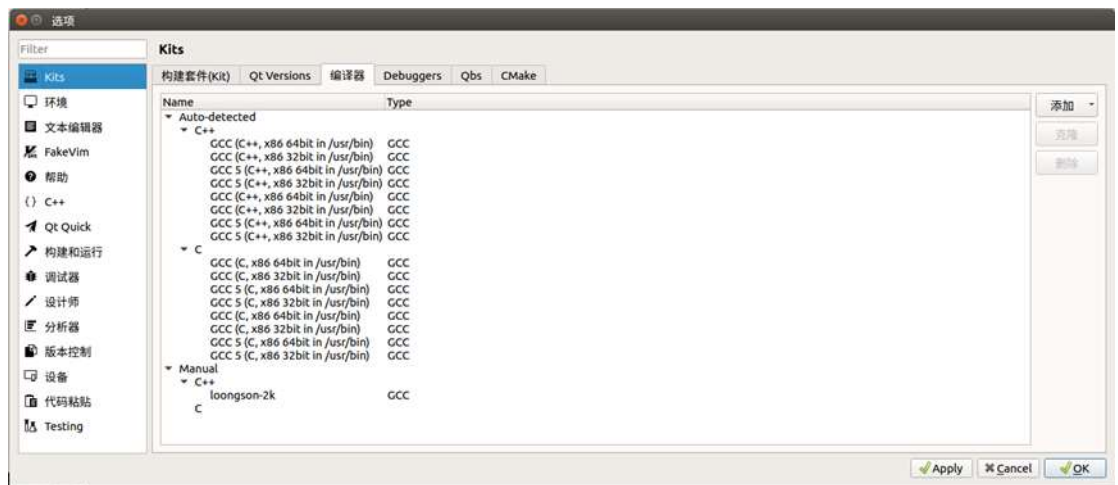 选项
Filter
Kits
Kits
环境
文本编辑器
FakeVim
帮助
{} C++
Qt Quick
构建和运行
调试器
设计师
分析器
版本控制
设备
代码粘贴
Testing
构建套件(Kit) Qt Versions 编译器 Debuggers Qbs CMake
Name Type
Auto-detected
C++
GCC (C++, x86 64bit in /usr/bin) GCC
GCC (C++, x86 32bit in /usr/bin) GCC
GCC 5 (C++, x86 64bit in /usr/bin) GCC
GCC 5 (C++, x86 32bit in /usr/bin) GCC
GCC (C++, x86 64bit in /usr/bin) GCC
GCC (C++, x86 32bit in /usr/bin) GCC
GCC 5 (C++, x86 64bit in /usr/bin) GCC
GCC 5 (C++, x86 32bit in /usr/bin) GCC
C
GCC (C, x86 64bit in /usr/bin) GCC
GCC (C, x86 32bit in /usr/bin) GCC
GCC 5 (C, x86 64bit in /usr/bin) GCC
GCC 5 (C, x86 32bit in /usr/bin) GCC
GCC (C, x86 64bit in /usr/bin) GCC
GCC (C, x86 32bit in /usr/bin) GCC
GCC 5 (C, x86 64bit in /usr/bin) GCC
GCC 5 (C, x86 32bit in /usr/bin) GCC
Manual
C++
loongson-2k GCC
C
添加
克隆
删除
Apply Cancel OK